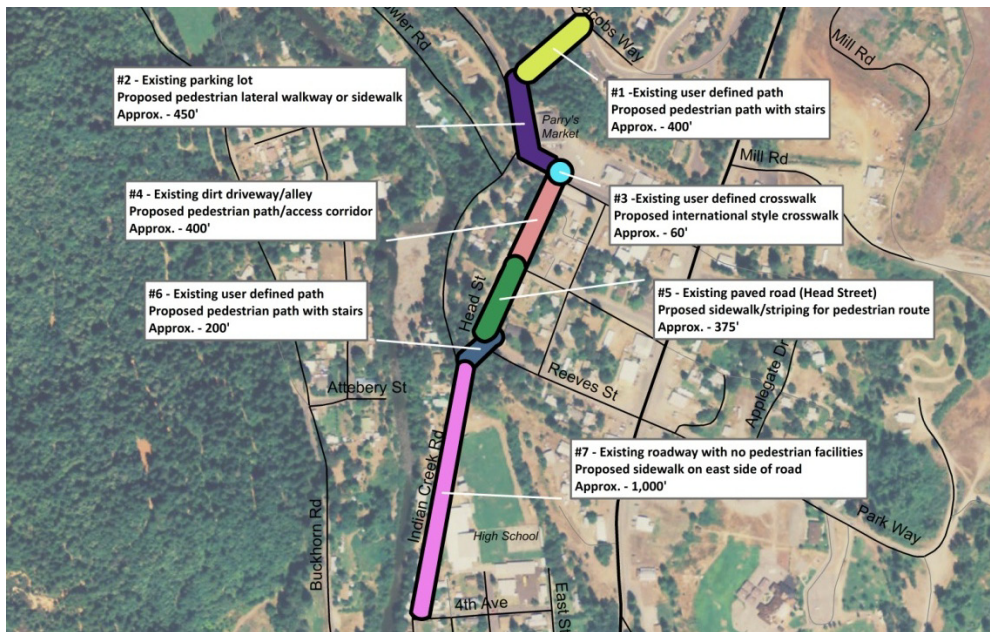 acobs Way
owler Rd
Mill Rd
#2 - Existing parking lot
Proposed pedestrian lateral walkway or sidewalk
Approx. - 450'
#1 -Existing user defined path
Proposed pedestrian path with stairs
Approx. - 400'
Parry's
Market
Mill Rd
#4 - Existing dirt driveway/alley
Proposed pedestrian path/access corridor
Approx. - 400'
#3 -Existing user defined crosswalk
Proposed international style crosswalk
Approx. - 60'
#6 - Existing user defined path
Proposed pedestrian path with stairs
Approx. - 200'
Head St
#5 - Existing paved road (Head Street)
Prposed sidewalk/striping for pedestrian route
Approx. - 375'
Attebery St
Reeves St
Applegate Dr
#7 - Existing roadway with no pedestrian facilities
Proposed sidewalk on east side of road
Approx. - 1,000'
Buckhorn Rd
Indian Creek Rd
High School
Park Way
4th Ave
East St